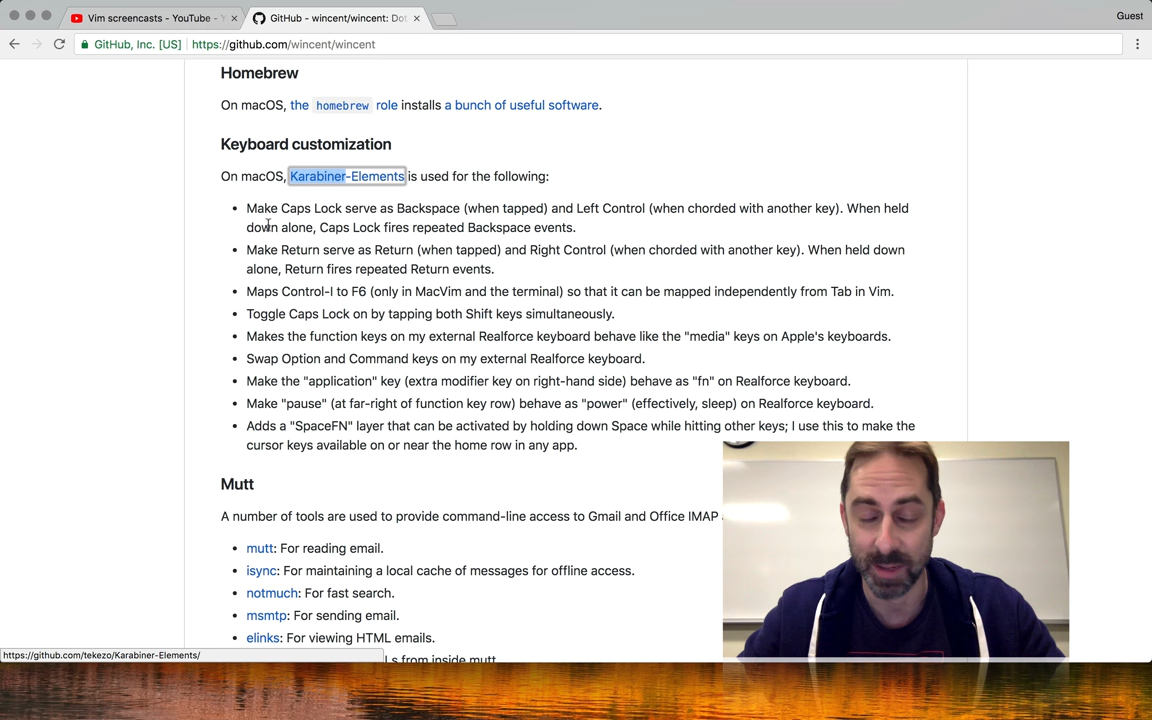 Vim screencasts - YouTube - Y
GitHub - wincent/wincent: Dot
Guest
GitHub, Inc. [US]
https://github.com/wincent/wincent
Homebrew
On macOS, the homebrew role installs a bunch of useful software.
Keyboard customization
On macOS, Karabiner-Elements is used for the following:
• Make Caps Lock serve as Backspace (when tapped) and Left Control (when chorded with another key). When held
down alone, Caps Lock fires repeated Backspace events.
• Make Return serve as Return (when tapped) and Right Control (when chorded with another key). When held down
alone, Return fires repeated Return events.
• Maps Control-I to F6 (only in MacVim and the terminal) so that it can be mapped independently from Tab in Vim.
• Toggle Caps Lock on by tapping both Shift keys simultaneously.
• Makes the function keys on my external Realforce keyboard behave like the "media" keys on Apple's keyboards.
• Swap Option and Command keys on my external Realforce keyboard.
• Make the "application" key (extra modifier key on right-hand side) behave as "fn" on Realforce keyboard.
• Make "pause" (at far-right of function key row) behave as "power" (effectively, sleep) on Realforce keyboard.
• Adds a "SpaceFN" layer that can be activated by holding down Space while hitting other keys; I use this to make the
cursor keys available on or near the home row in any app.
Mutt
A number of tools are used to provide command-line access to Gmail and Office IMAP
• mutt: For reading email.
• isync: For maintaining a local cache of messages for offline access.
• notmuch: For fast search.
• msmtp: For sending email.
• elinks: For viewing HTML emails.
https://github.com/tekezo/Karabiner-Elements/
Ls from inside mutt.